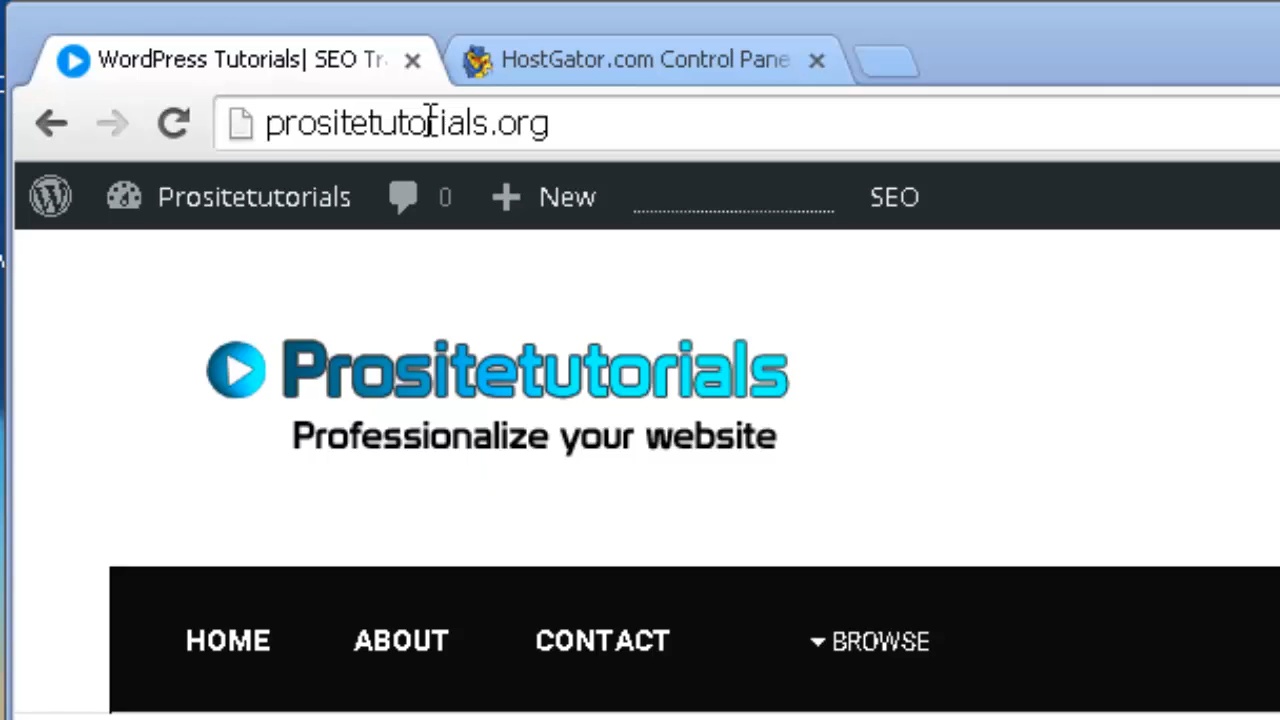 WordPress Tutorials| SEO Tr
HostGator.com Control Pane
prositetutorials.org
Prositetutorials 0 New SEO
Prositetutorials
Professionalize your website
HOME ABOUT CONTACT BROWSE